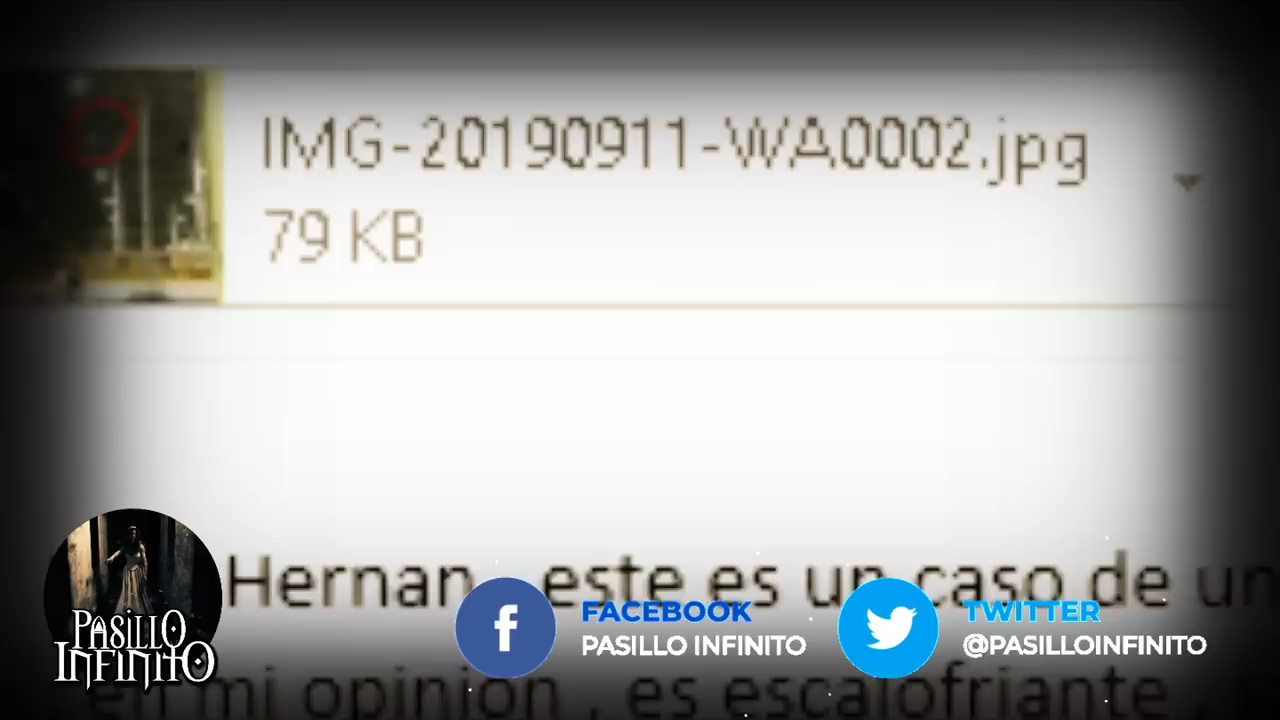 IMG-20190911-WA0002.jpg
79 KB
Hernan, este es un caso de un
en mi opinión, es escalofriante,
PASILLO
INFINITO
FACEBOOK
PASILLO INFINITO
TWITTER
@PASILLOINFINITO